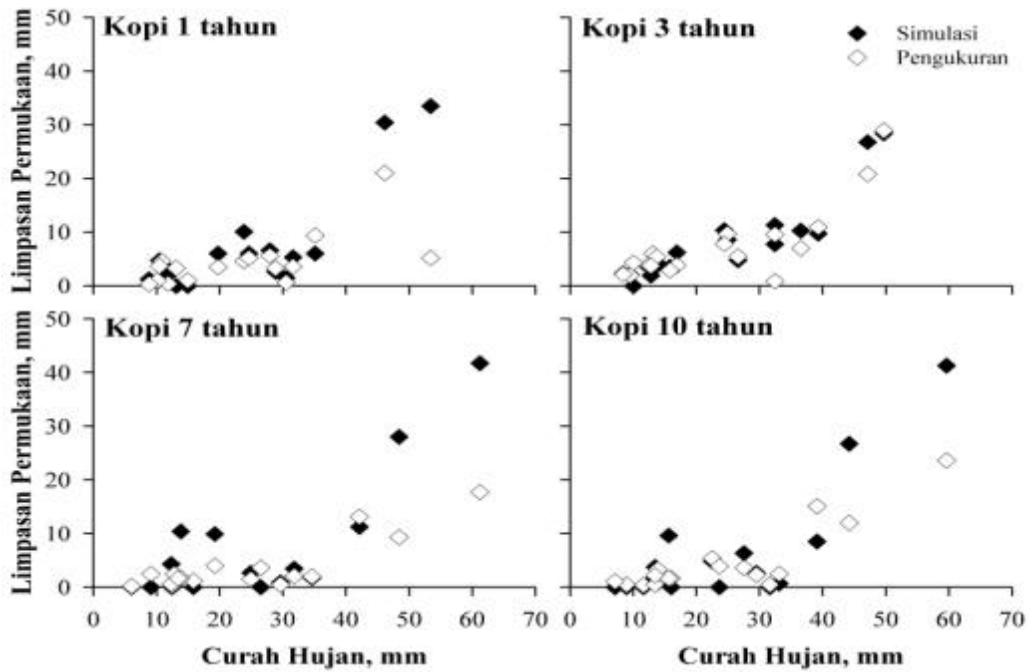 Kopi 1 tahun
Kopi 3 tahun
Simulasi
Pengukuran
Limpasan Permukaan, mm
50
40
30
20
10
0
Kopi 7 tahun
Kopi 10 tahun
Limpasan Permukaan, mm
50
40
30
20
10
0
0 10 20 30 40 50 60 70
0 10 20 30 40 50 60 70
Curah Hujan, mm
Curah Hujan, mm